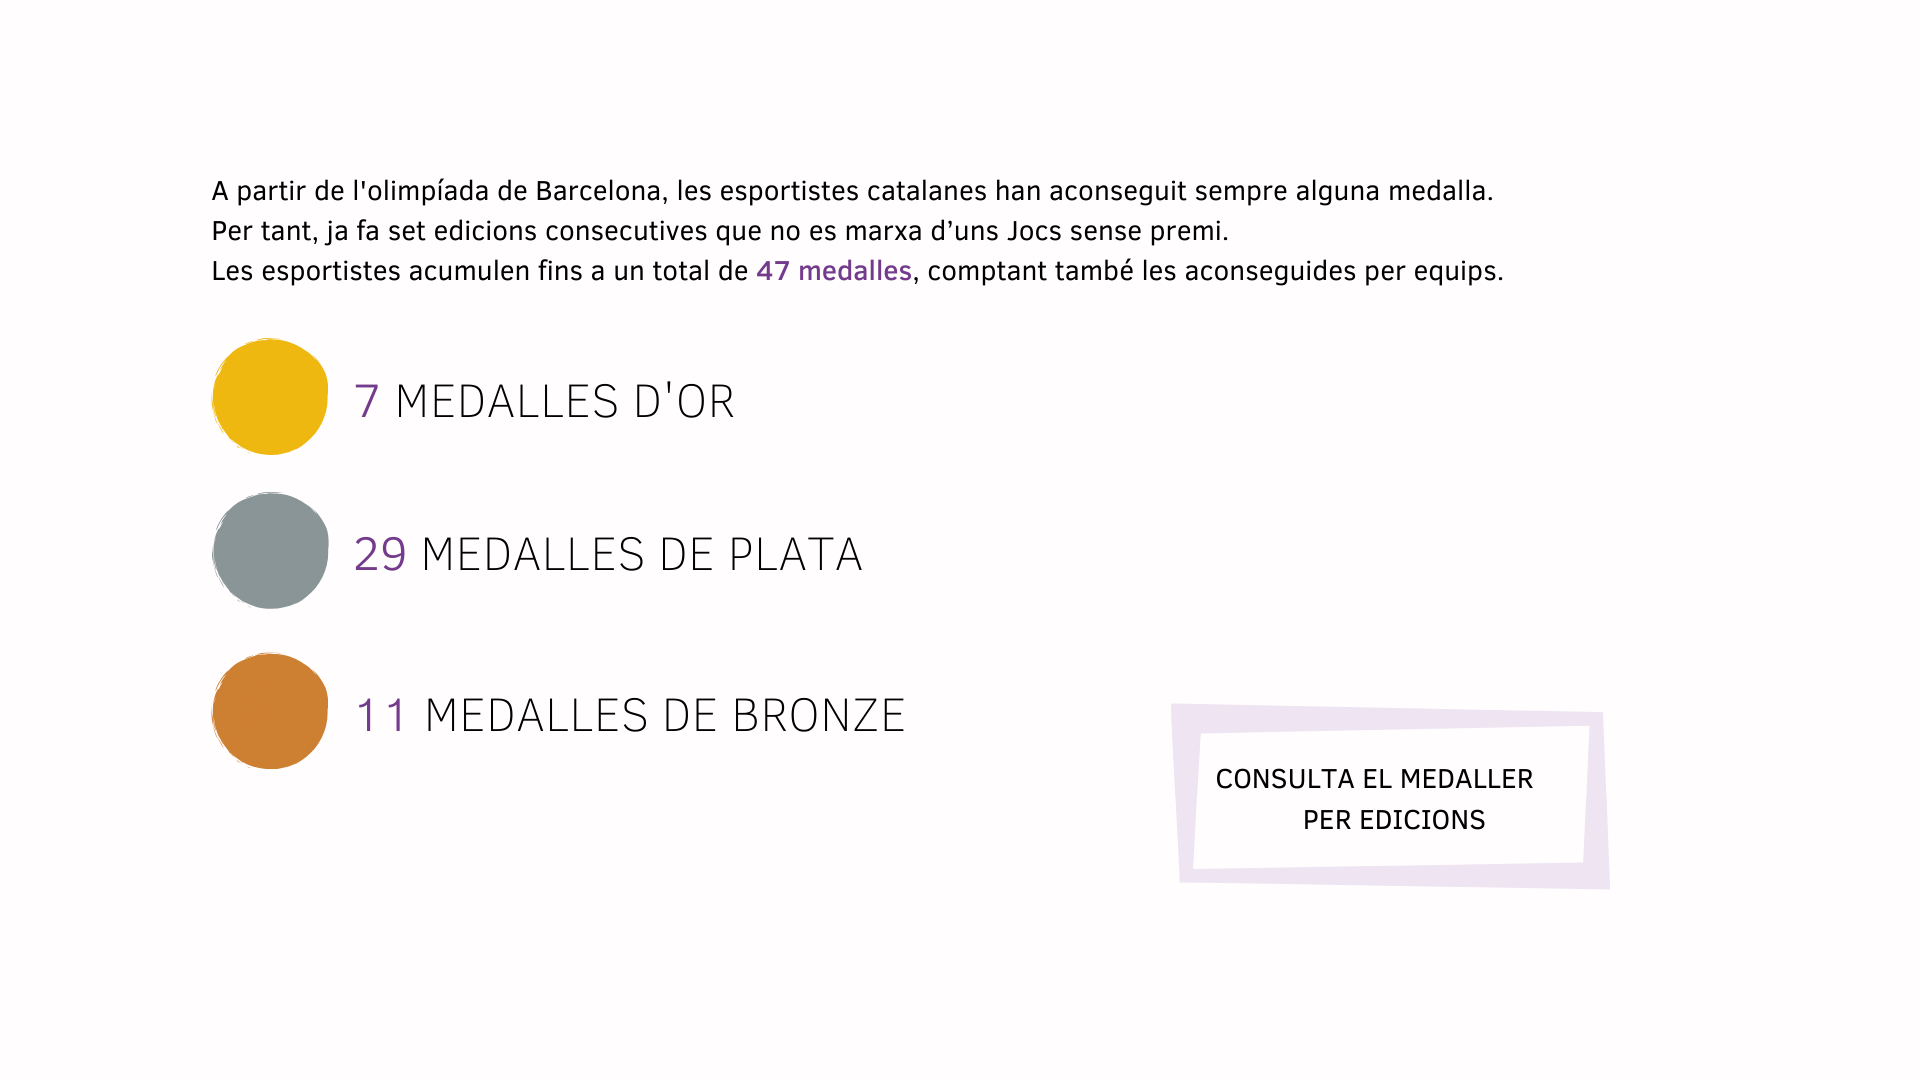 A partir de l'olimpíada de Barcelona, les esportistes catalanes han aconseguit sempre alguna medalla.
Per tant, ja fa set edicions consecutives que no es marxa d’uns Jocs sense premi.
Les esportistes acumulen fins a un total de 47 medalles, comptant també les aconseguides per equips.
7 MEDALLES D'OR
29 MEDALLES DE PLATA
11 MEDALLES DE BRONZE
CONSULTA EL MEDALLER
PER EDICIONS